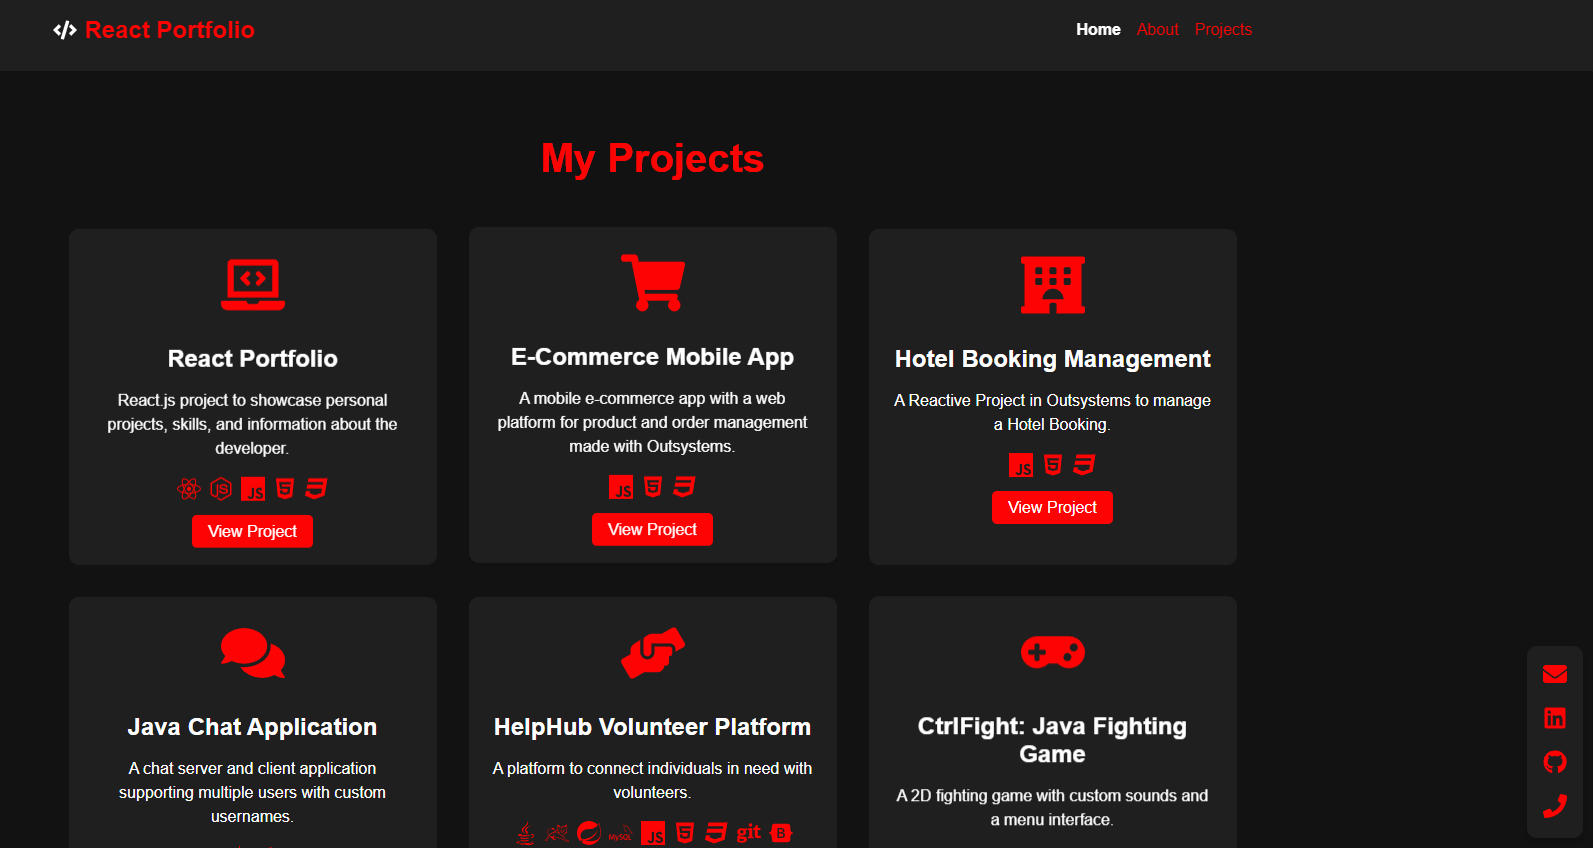 React Portfolio
Home About Projects
My Projects
React Portfolio
React.js project to showcase personal
projects, skills, and information about the
developer.
JS
JS
View Project
E-Commerce Mobile App
A mobile e-commerce app with a web
platform for product and order management
made with Outsystems.
JS
View Project
Hotel Booking Management
A Reactive Project in Outsystems to manage
a Hotel Booking.
JS
View Project
Java Chat Application
A chat server and client application
supporting multiple users with custom
usernames.
HelpHub Volunteer Platform
A platform to connect individuals in need with
volunteers.
MySQL JS git B
CtrlFight: Java Fighting
Game
A 2D fighting game with custom sounds and
a menu interface.
in